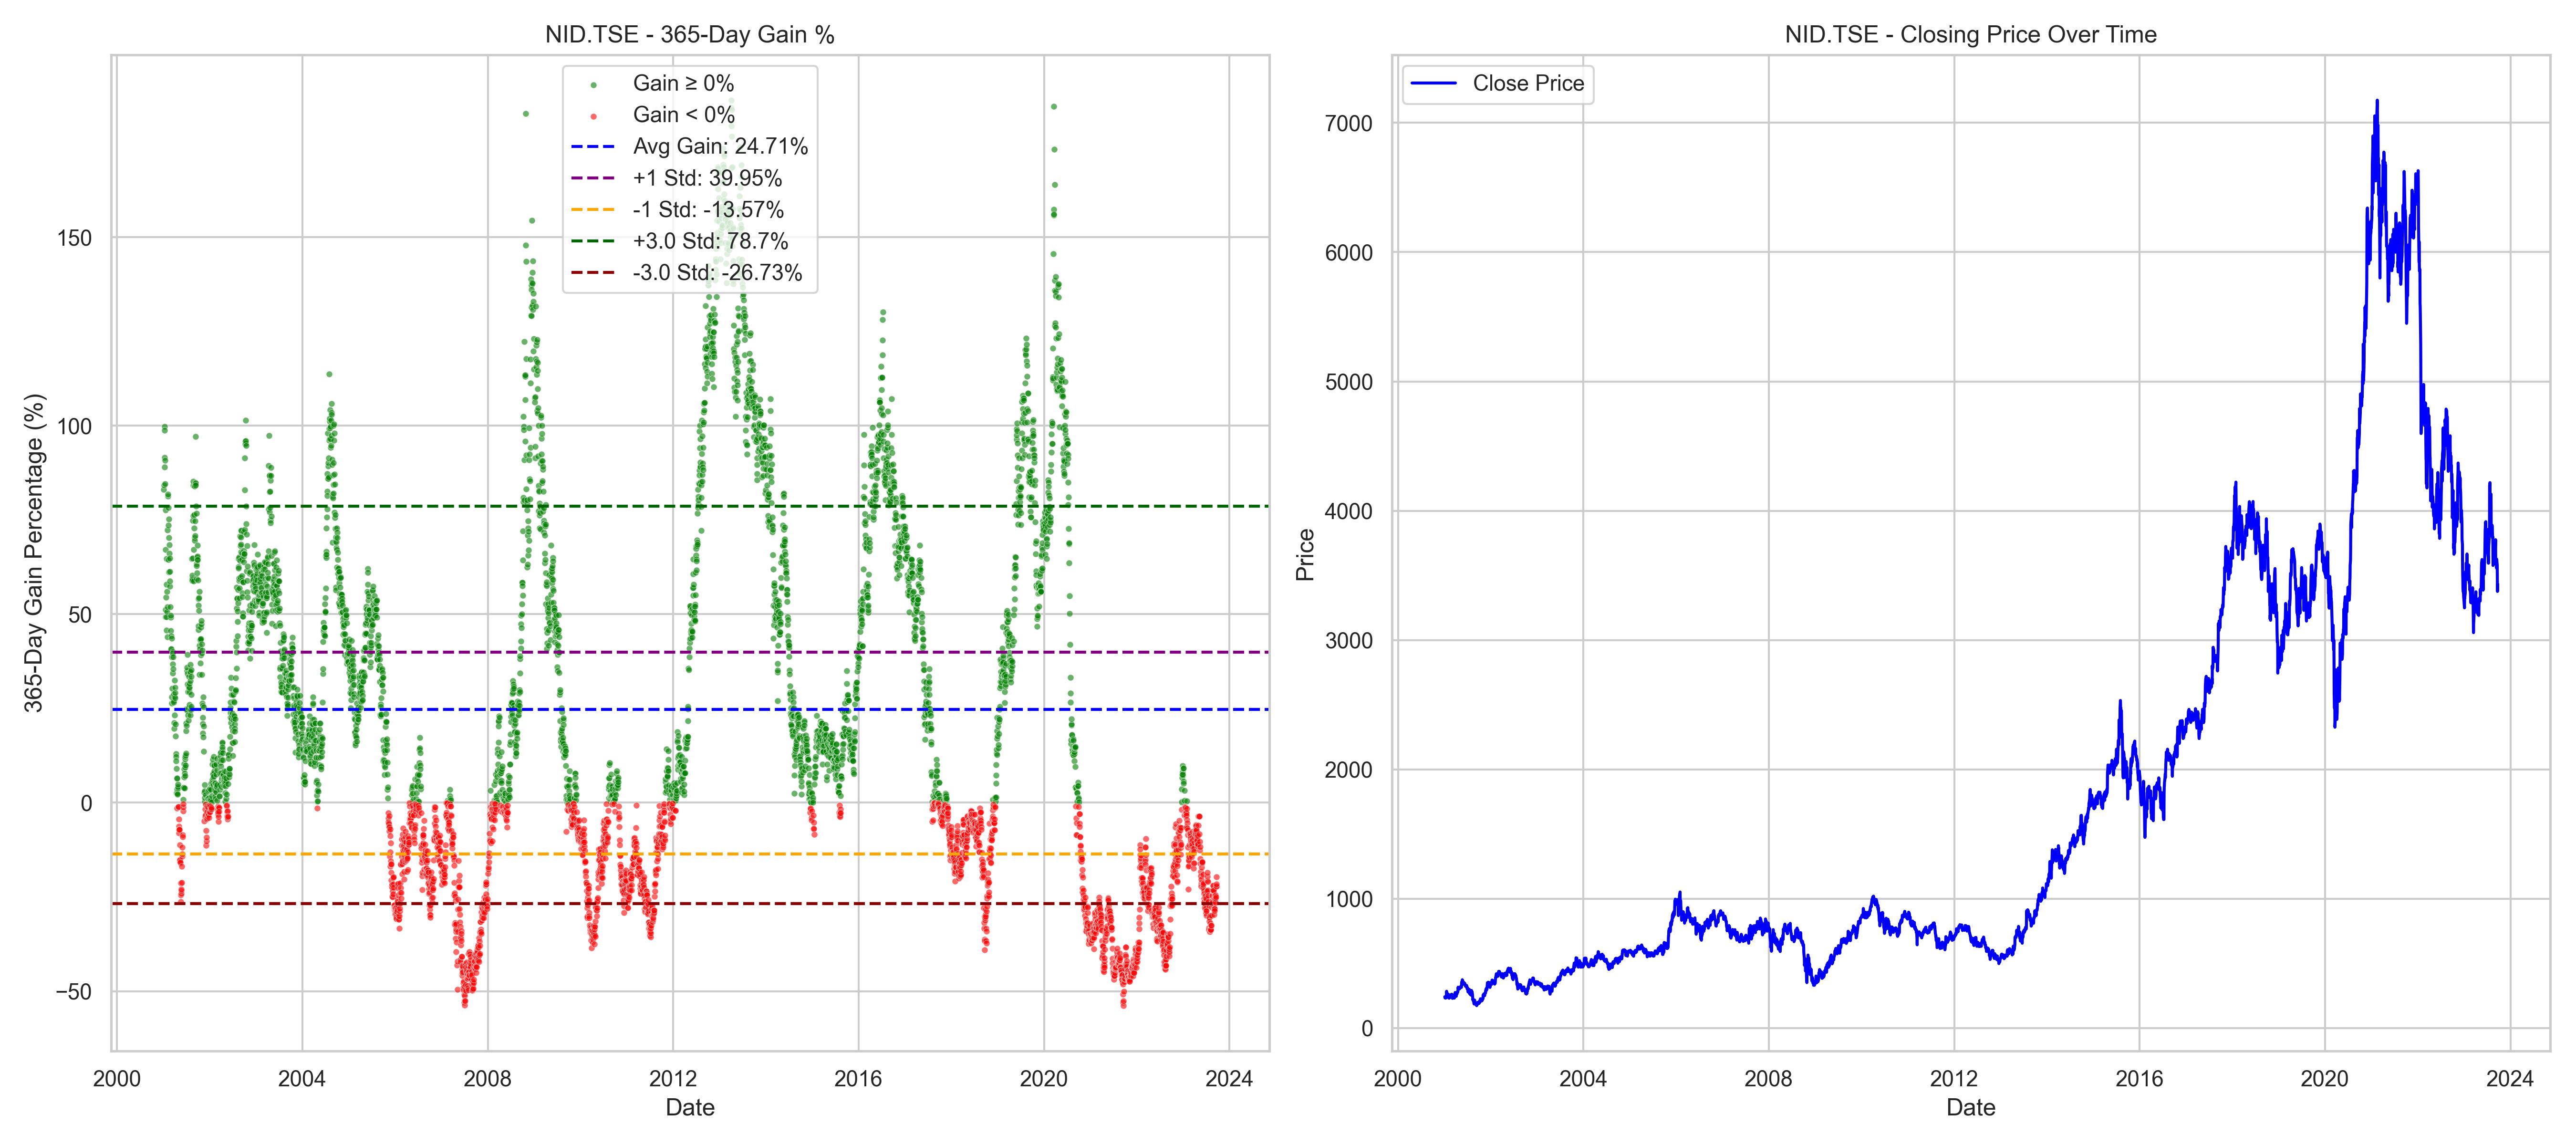 NID.TSE - 365-Day Gain %
Gain ≥ 0%
Gain < 0%
Avg Gain: 24.71%
+1 Std: 39.95%
-1 Std: -13.57%
+3.0 Std: 78.7%
-3.0 Std: -26.73%
365-Day Gain Percentage (%)
150
100
50
0
−50
2000
2004
2008
2012
2016
2020
2024
Date
NID.TSE - Closing Price Over Time
Close Price
Price
7000
6000
5000
4000
3000
2000
1000
0
2000
2004
2008
2012
2016
2020
2024
Date